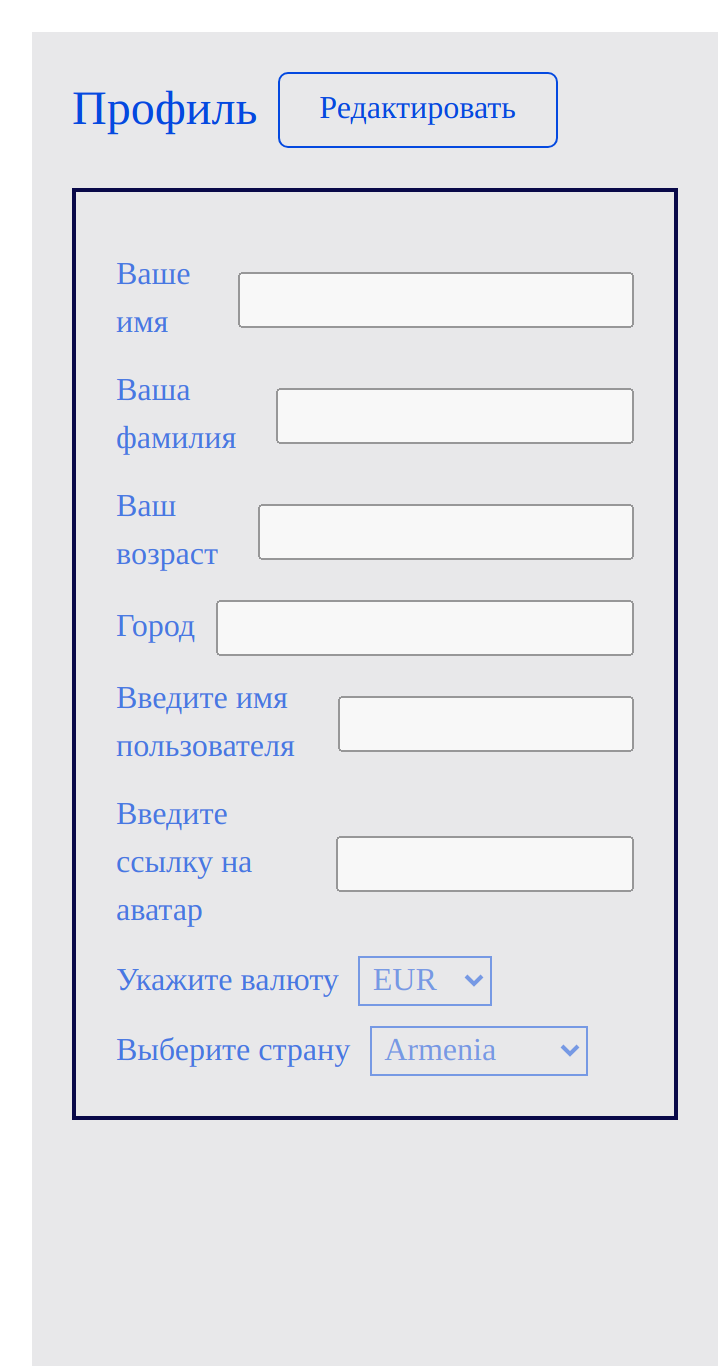 Профиль Редактировать
Ваше
имя
Ваша
фамилия
Ваш
возраст
Город
Введите имя
пользователя
Введите
ссылку на
аватар
Укажите валюту EUR
Выберите страну Armenia